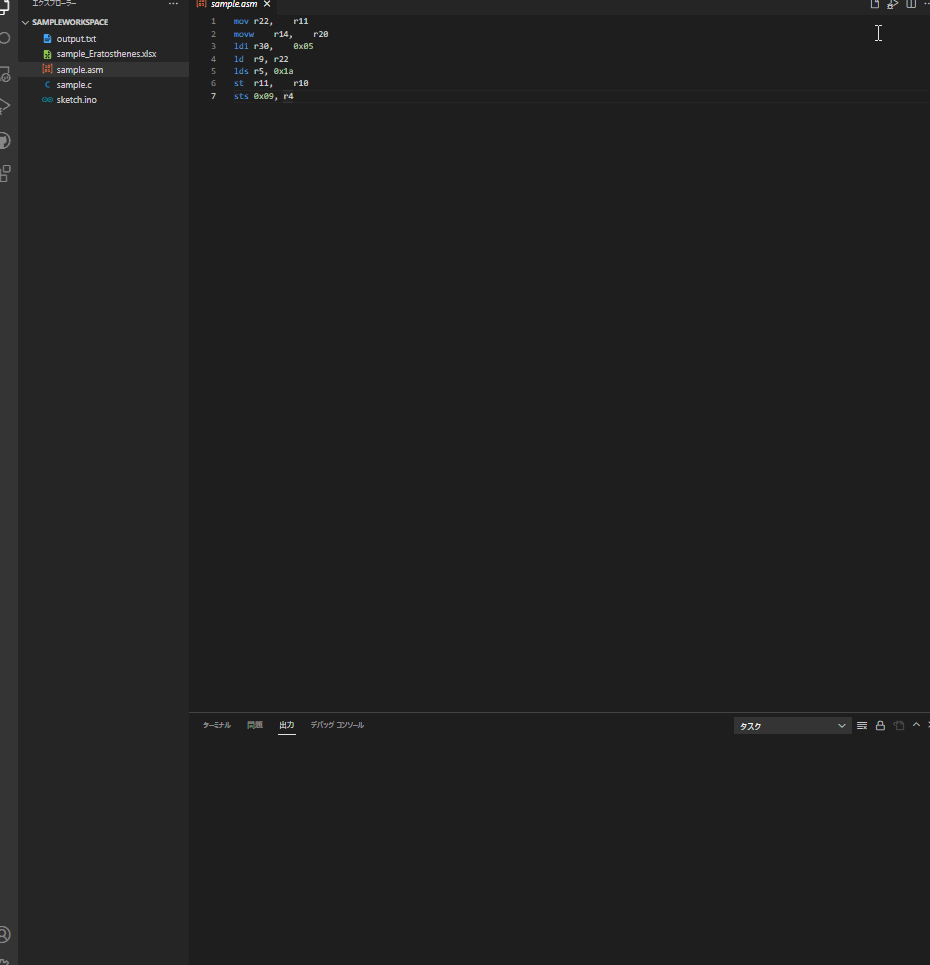 エクスプローラー
SAMPLEWORKSPACE
output.txt
sample_Eratosthenes.xlsx
sample.asm
C sample.c
sketch.ino
sample.asm
1 mov r22, r11
2 movw r14, r20
3 ldi r30, 0x05
4 ld r9, r22
5 lds r5, 0x1a
6 st r11, r10
7 sts 0x09, r4
ターミナル 問題 出力 デバッグ コンソール
タスク